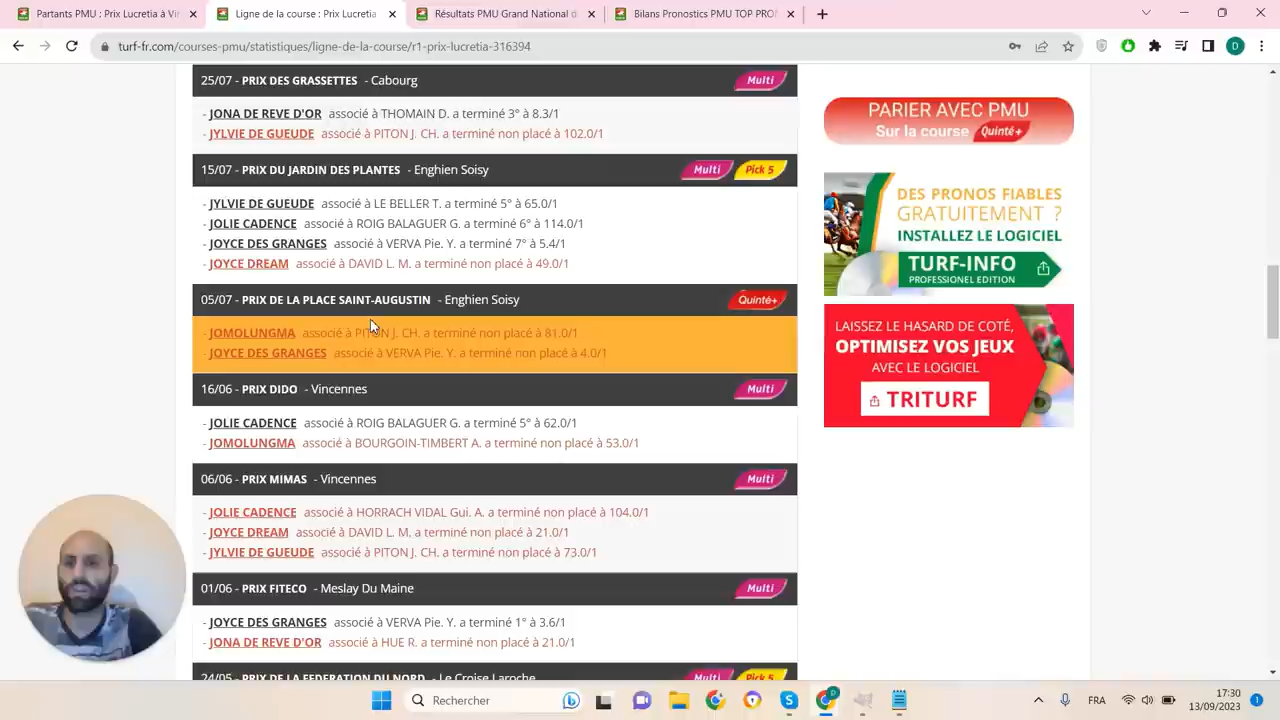 Partants PMU : Prix Lucretia à Vi
Ligne de la course : Prix Lucretia
Résultats PMU Grand National d
Bilans Pronostics PMU TOP PRO
turf-fr.com/courses-pmu/statistiques/ligne-de-la-course/r1-prix-lucretia-316394
D
25/07 - PRIX DES GRASSETTES - Cabourg Multi
- JONA DE REVE D'OR associé à THOMAIN D. a terminé 3° à 8.3/1
- JYLVIE DE GUEUDE associé à PITON J. CH. a terminé non placé à 102.0/1
15/07 - PRIX DU JARDIN DES PLANTES - Enghien Soisy Multi Pick 5
- JYLVIE DE GUEUDE associé à LE BELLER T. a terminé 5° à 65.0/1
- JOLIE CADENCE associé à ROIG BALAGUER G. a terminé 6° à 114.0/1
- JOYCE DES GRANGES associé à VERVA Pie. Y. a terminé 7° à 5.4/1
- JOYCE DREAM associé à DAVID L. M. a terminé non placé à 49.0/1
05/07 - PRIX DE LA PLACE SAINT-AUGUSTIN - Enghien Soisy Quinté+
- JOMOLUNGMA associé à PITON J. CH. a terminé non placé à 81.0/1
- JOYCE DES GRANGES associé à VERVA Pie. Y. a terminé non placé à 4.0/1
16/06 - PRIX DIDO - Vincennes Multi
- JOLIE CADENCE associé à ROIG BALAGUER G. a terminé 5° à 62.0/1
- JOMOLUNGMA associé à BOURGOIN-TIMBERT A. a terminé non placé à 53.0/1
06/06 - PRIX MIMAS - Vincennes Multi
- JOLIE CADENCE associé à HORRACH VIDAL Gui. A. a terminé non placé à 104.0/1
- JOYCE DREAM associé à DAVID L. M. a terminé non placé à 21.0/1
- JYLVIE DE GUEUDE associé à PITON J. CH. a terminé non placé à 73.0/1
01/06 - PRIX FITECO - Meslay Du Maine Multi
- JOYCE DES GRANGES associé à VERVA Pie. Y. a terminé 1° à 3.6/1
- JONA DE REVE D'OR associé à HUE R. a terminé non placé à 21.0/1
24/05 - PRIX DE LA FEDERATION DU NORD - Le Croise Laroche Multi Pick 5
PARIER AVEC PMU
Sur la course Quinté+
DES PRONOS FIABLES
GRATUITEMENT ?
INSTALLEZ LE LOGICIEL
TURF-INFO
PROFESSIONEL EDITION
LAISSEZ LE HASARD DE COTÉ,
OPTIMISEZ VOS JEUX
AVEC LE LOGICIEL
TRITURF
Rechercher
D
FRA
17:30
13/09/2023
1